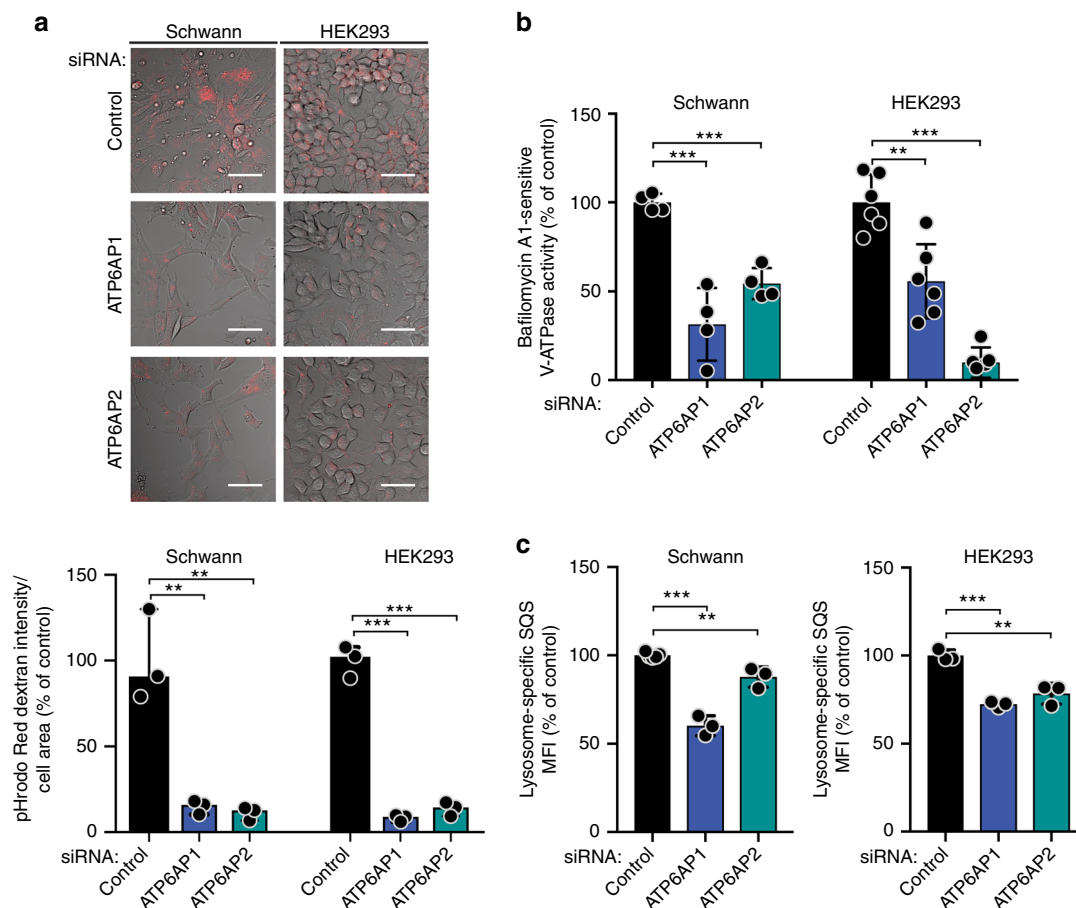 a
Schwann
HEK293
siRNA:
Control
ATP6AP1
ATP6AP2
b
Schwann
HEK293
Bafilomycin A1-sensitive
V-ATPase activity (% of control)
150
100
50
0
***
***
***
**
siRNA:
Control
ATP6AP1
ATP6AP2
Control
ATP6AP1
ATP6AP2
Schwann
HEK293
pHrodo Red dextran intensity/
cell area (% of control)
150
100
50
0
**
**
***
***
siRNA:
Control
ATP6AP1
ATP6AP2
Control
ATP6AP1
ATP6AP2
c
Schwann
Lysosome-specific SQS
MFI (% of control)
150
100
50
0
***
**
siRNA:
Control
ATP6AP1
ATP6AP2
HEK293
Lysosome-specific SQS
MFI (% of control)
150
100
50
0
***
**
siRNA:
Control
ATP6AP1
ATP6AP2